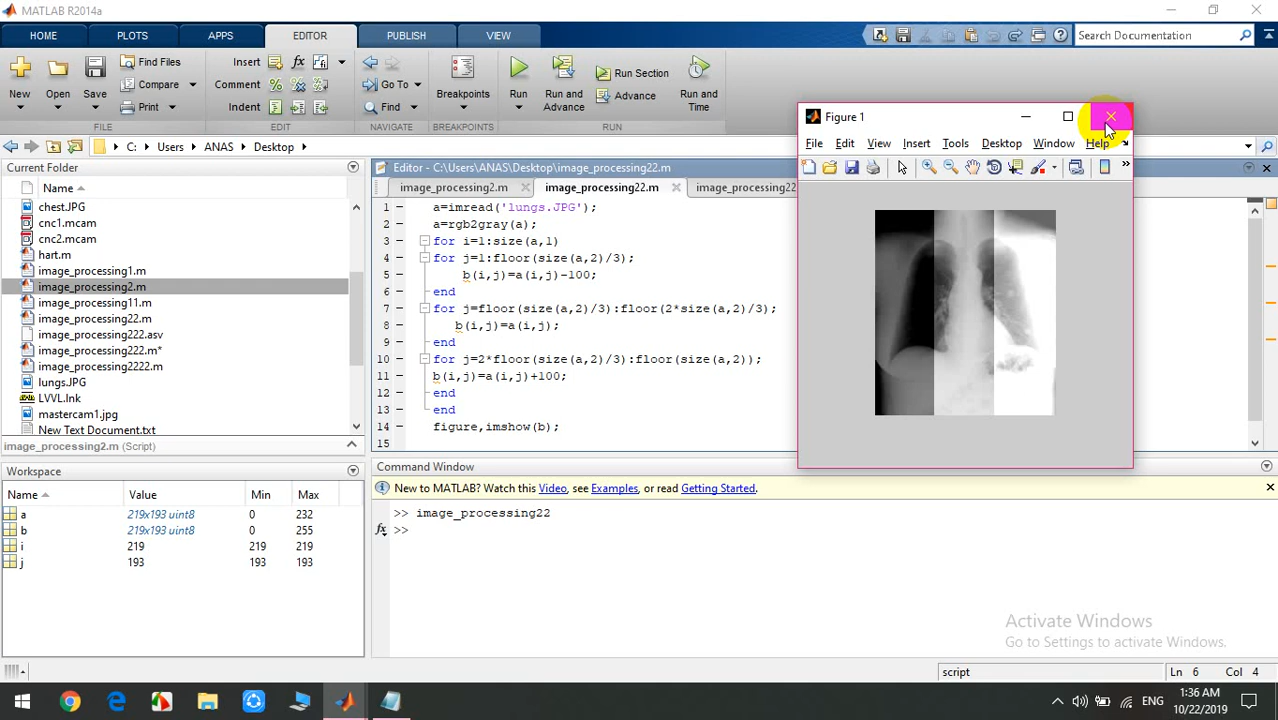 MATLAB R2014a
HOME PLOTS APPS EDITOR PUBLISH VIEW
Search Documentation
New Open Save Find Files Compare Print
Insert Comment Indent
Go To Find
Breakpoints
Run Run and Advance Run Section Advance Run and Time
FILE EDIT NAVIGATE BREAKPOINTS RUN
C: Users ANAS Desktop
Current Folder
Name
chest.JPG
cnc1.mcam
cnc2.mcam
hart.m
image_processing1.m
image_processing2.m
image_processing11.m
image_processing22.m
image_processing222.asv
image_processing222.m*
image_processing2222.m
lungs.JPG
LVVL.lnk
mastercam1.jpg
New Text Document.txt
image_processing2.m (Script)
Workspace
Name Value Min Max
a 219x193 uint8 0 232
b 219x193 uint8 0 255
i 219 219 219
j 193 193 193
Editor - C:\Users\ANAS\Desktop\image_processing22.m
image_processing2.m image_processing22.m image_processing22
1 a=imread('lungs.JPG');
2 a=rgb2gray(a);
3 for i=1:size(a,1)
4 for j=1:floor(size(a,2)/3);
5 b(i,j)=a(i,j)-100;
6 end
7 for j=floor(size(a,2)/3):floor(2*size(a,2)/3);
8 b(i,j)=a(i,j);
9 end
10 for j=2*floor(size(a,2)/3):floor(size(a,2));
11 b(i,j)=a(i,j)+100;
12 end
13 end
14 figure,imshow(b);
15
Figure 1
File Edit View Insert Tools Desktop Window Help
Command Window
New to MATLAB? Watch this Video, see Examples, or read Getting Started.
>> image_processing22
fx >>
Activate Windows
Go to Settings to activate Windows.
script Ln 6 Col 4
ENG
1:36 AM
10/22/2019